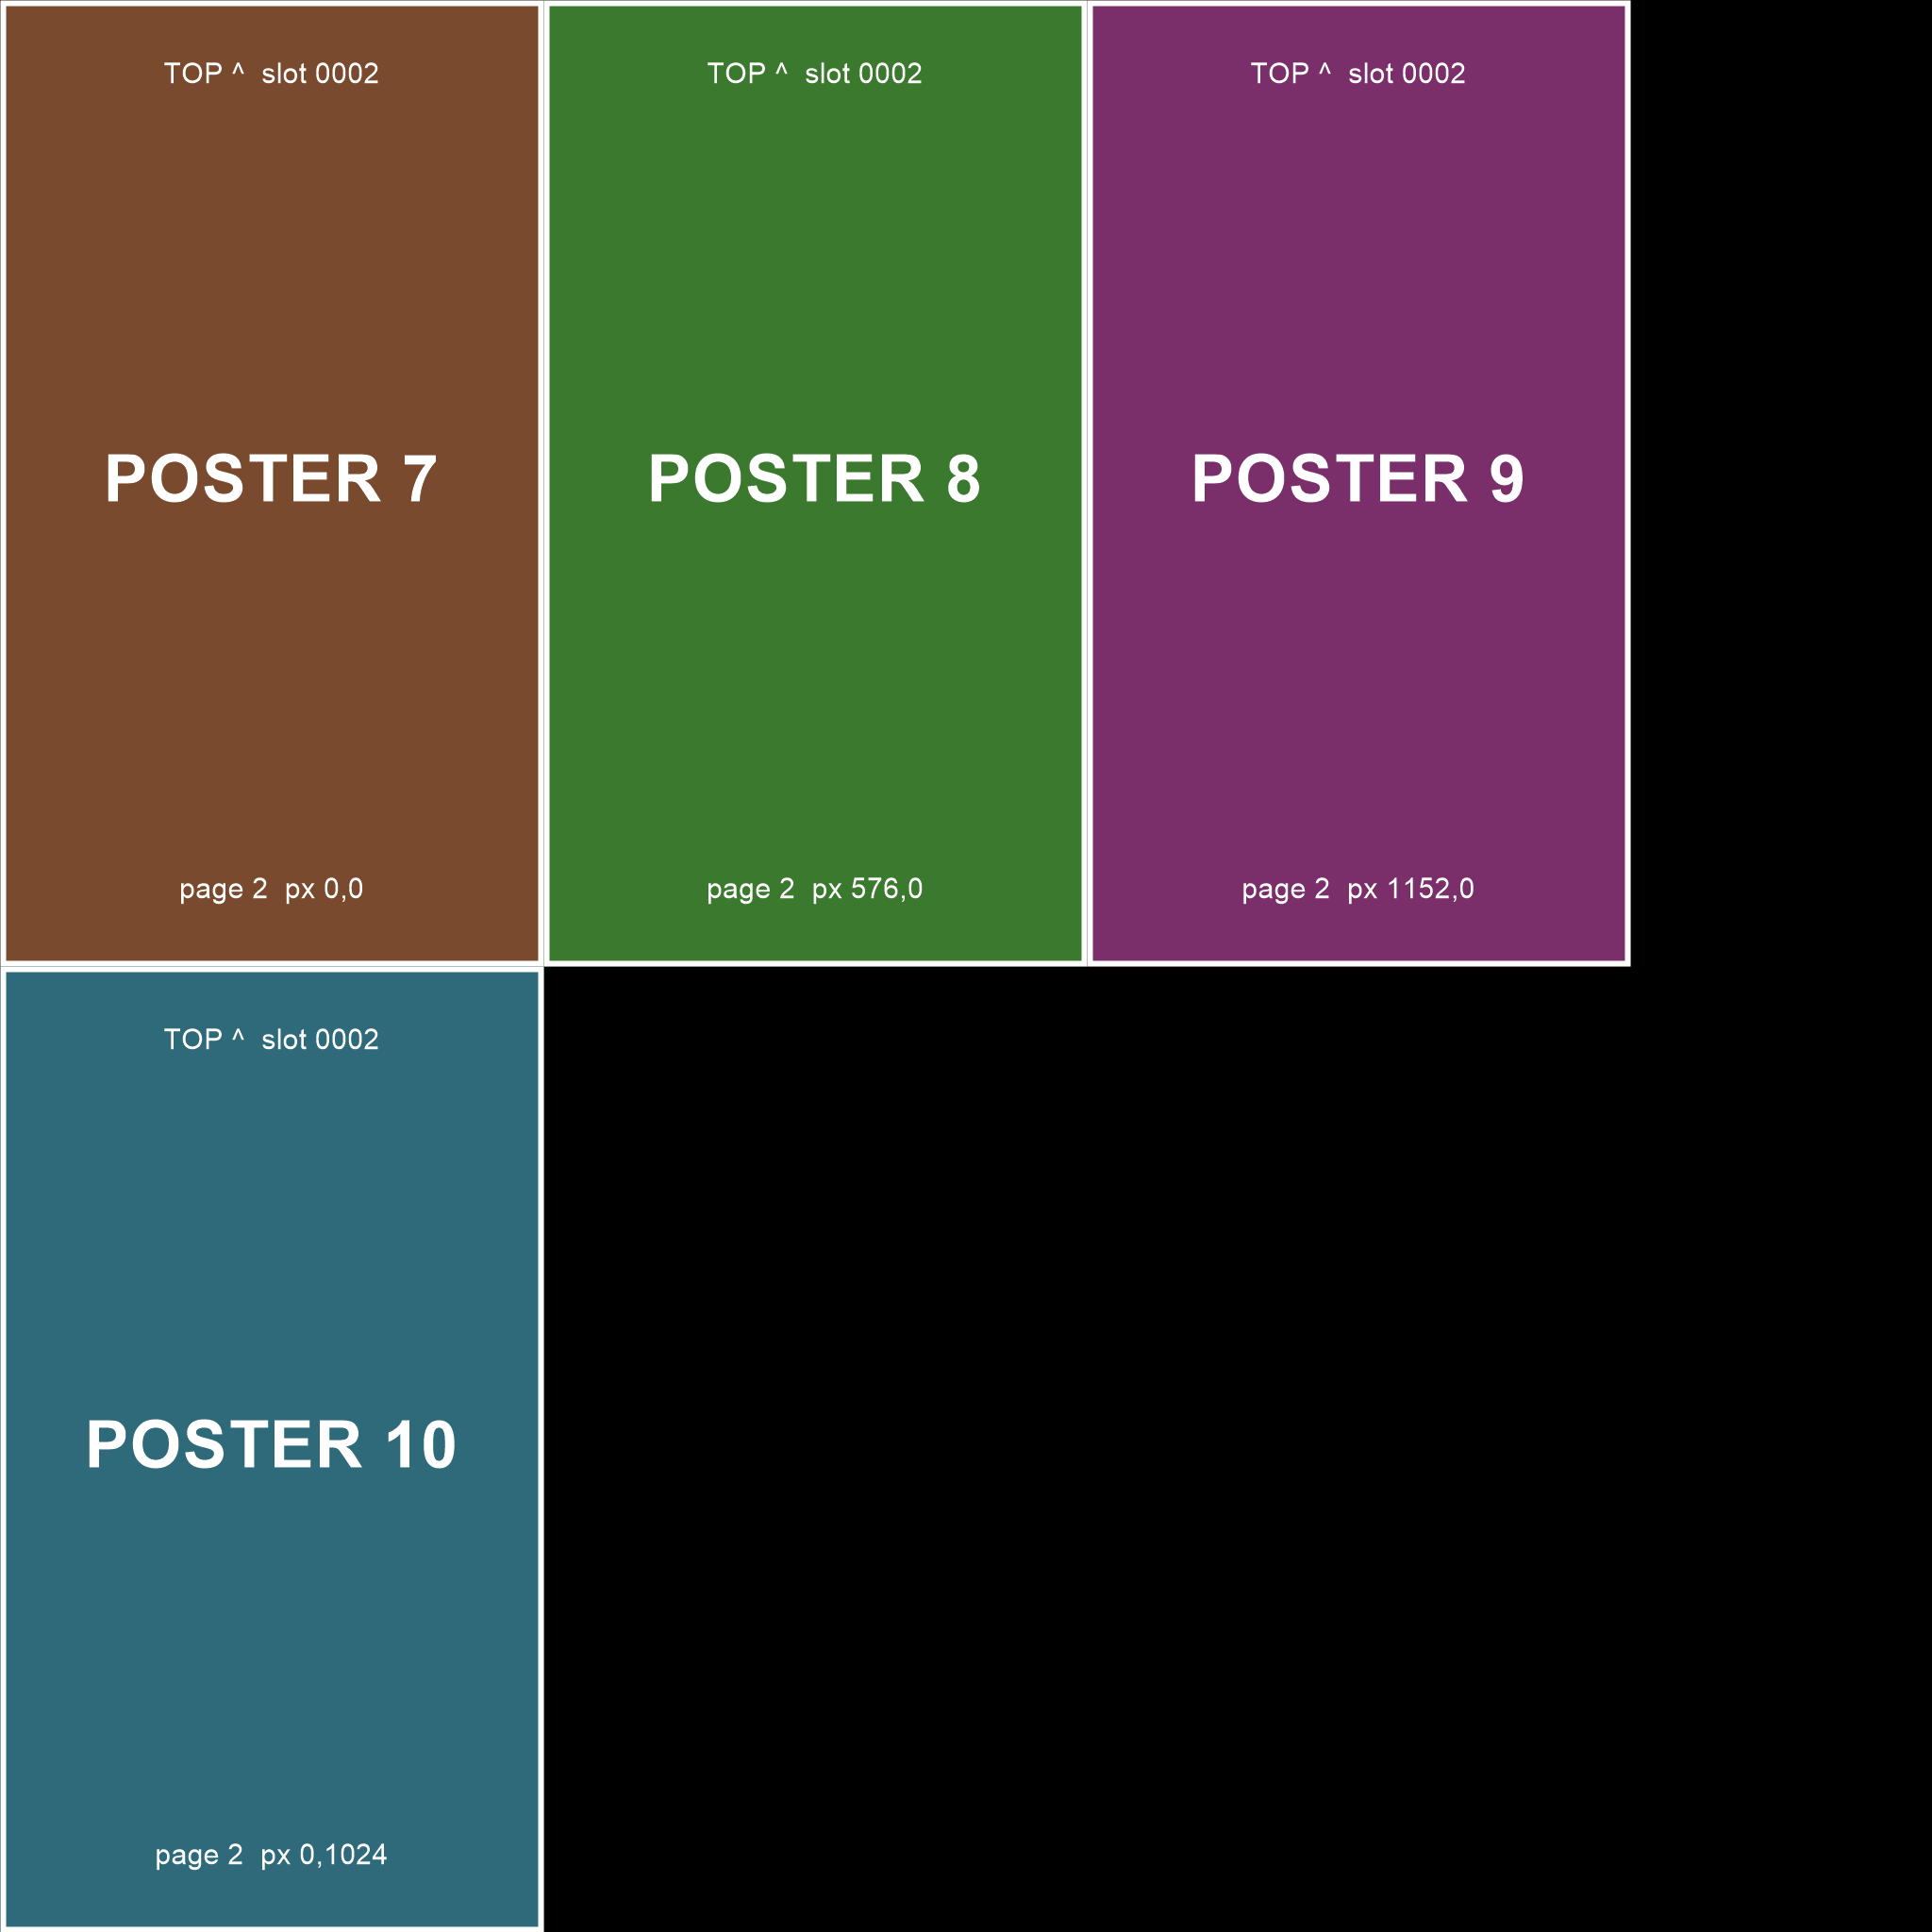 TOP ^ slot 0002
POSTER 7
page 2 px 0,0
TOP ^ slot 0002
POSTER 8
page 2 px 576,0
TOP ^ slot 0002
POSTER 9
page 2 px 1152,0
TOP ^ slot 0002
POSTER 10
page 2 px 0,1024